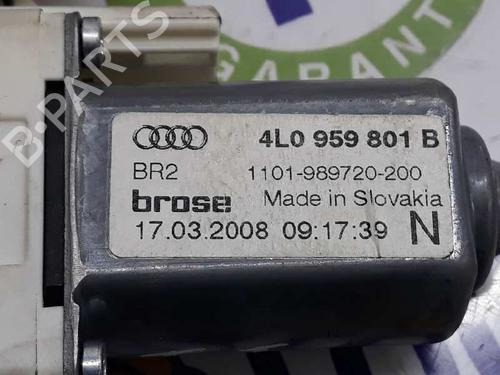 GARANT
B-PARTS
4L0 959 801 B
BR2 1101-989720-200
brose Made in Slovakia
17.03.2008 09:17:39 N